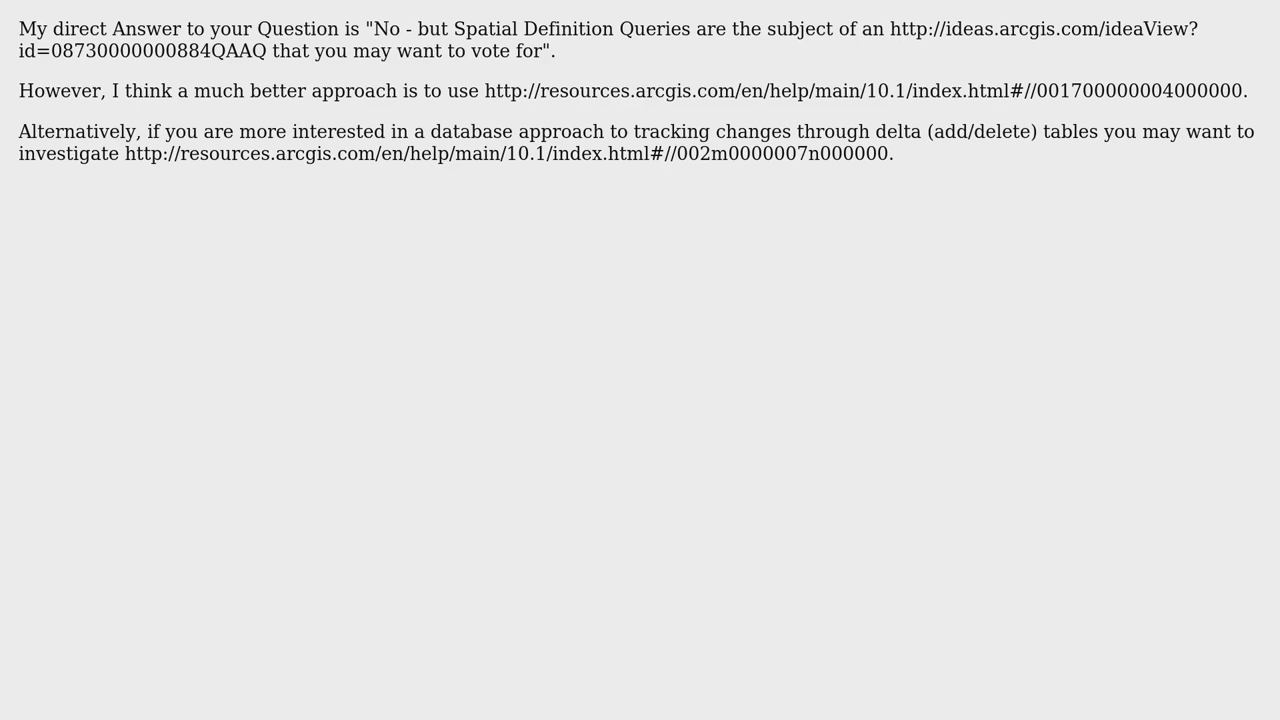 My direct Answer to your Question is "No - but Spatial Definition Queries are the subject of an http://ideas.arcgis.com/ideaView?
id=08730000000884QAAQ that you may want to vote for".
However, I think a much better approach is to use http://resources.arcgis.com/en/help/main/10.1/index.html#//001700000004000000.
Alternatively, if you are more interested in a database approach to tracking changes through delta (add/delete) tables you may want to
investigate http://resources.arcgis.com/en/help/main/10.1/index.html#//002m0000007n000000.